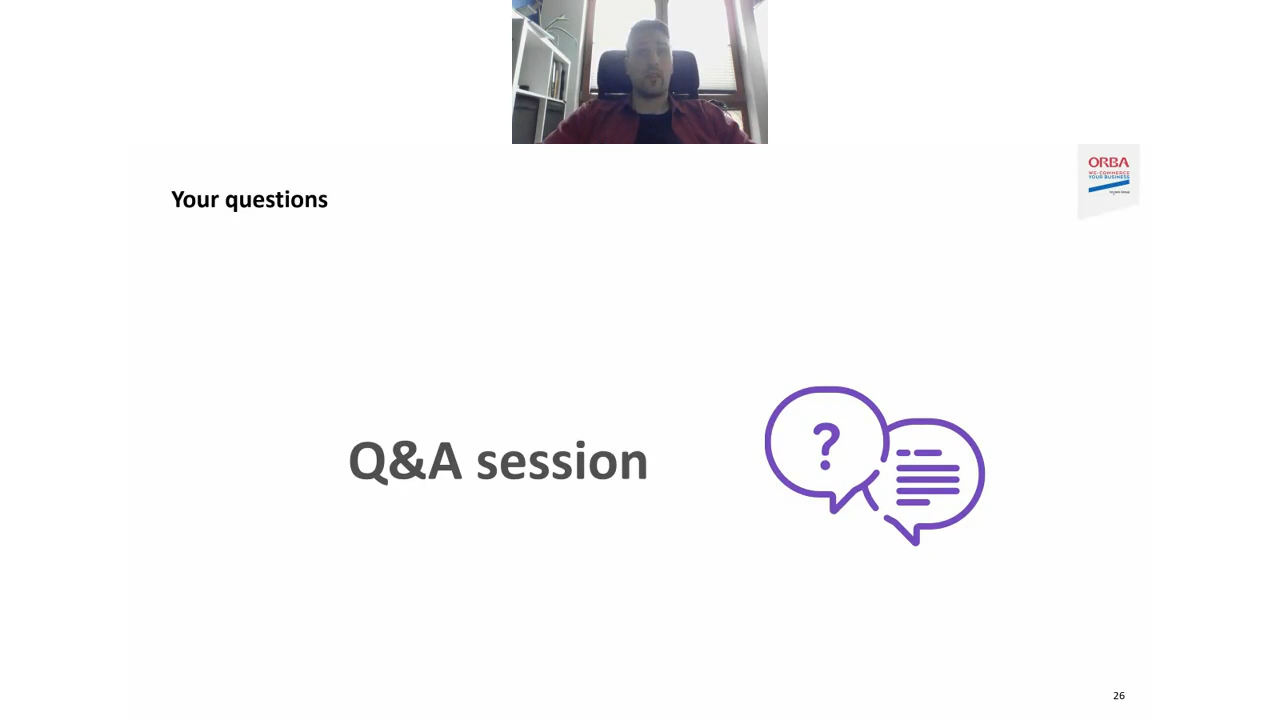 ORBA
WE-COMMERCE
YOUR BUSINESS
Your questions
?
Q&A session
26